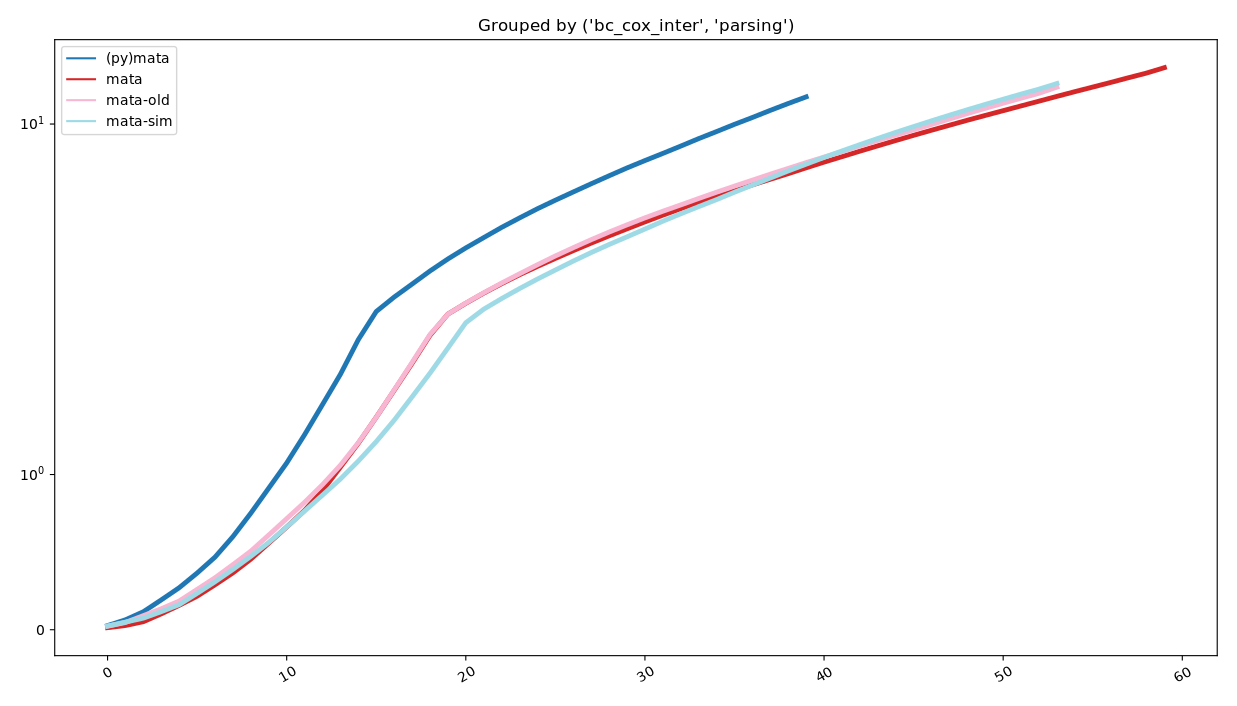 Grouped by ('bc_cox_inter', 'parsing')
(py)mata
mata
mata-old
mata-sim
10¹
10⁰
0
0
10
20
30
40
50
60